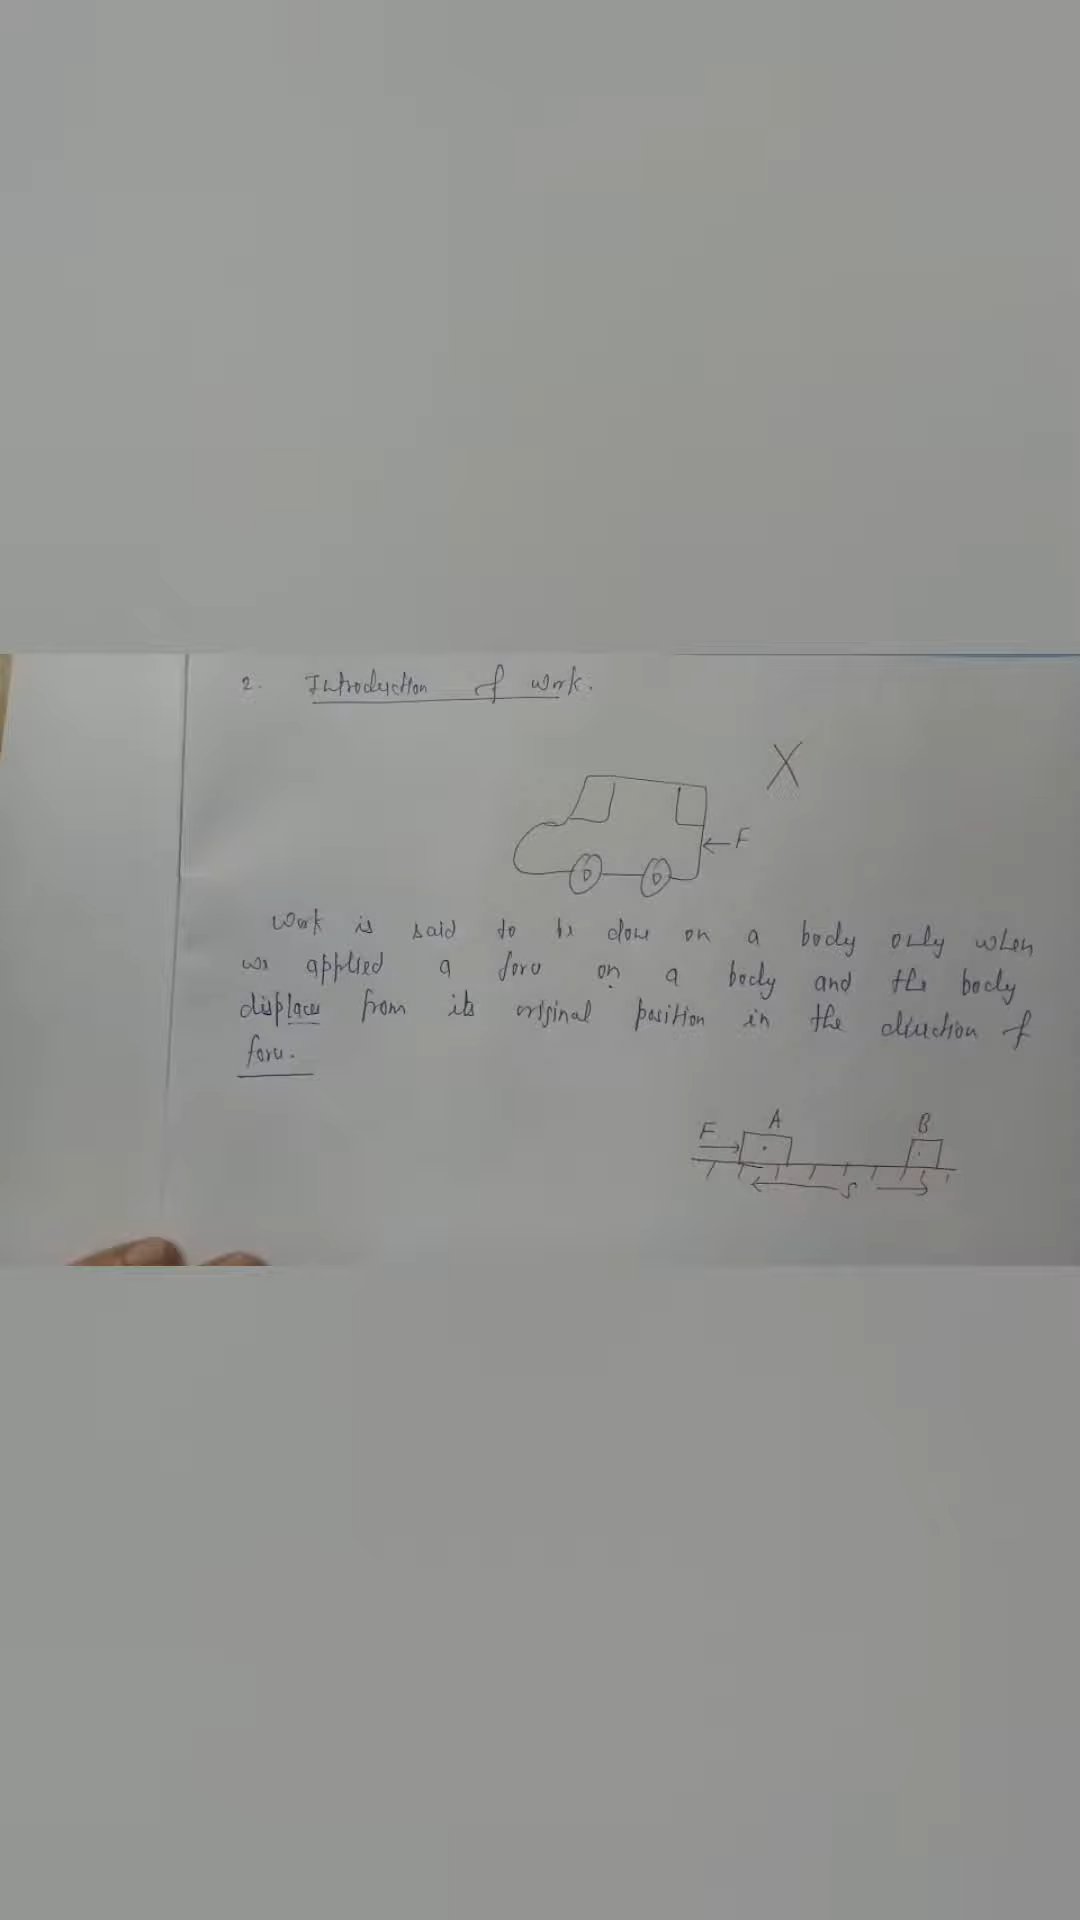 2. Introduction of work.
X
F
Work is said to be done on a body only when
we applied a force on a body and the body
displaces from its original position in the direction of
force.
F A B
S